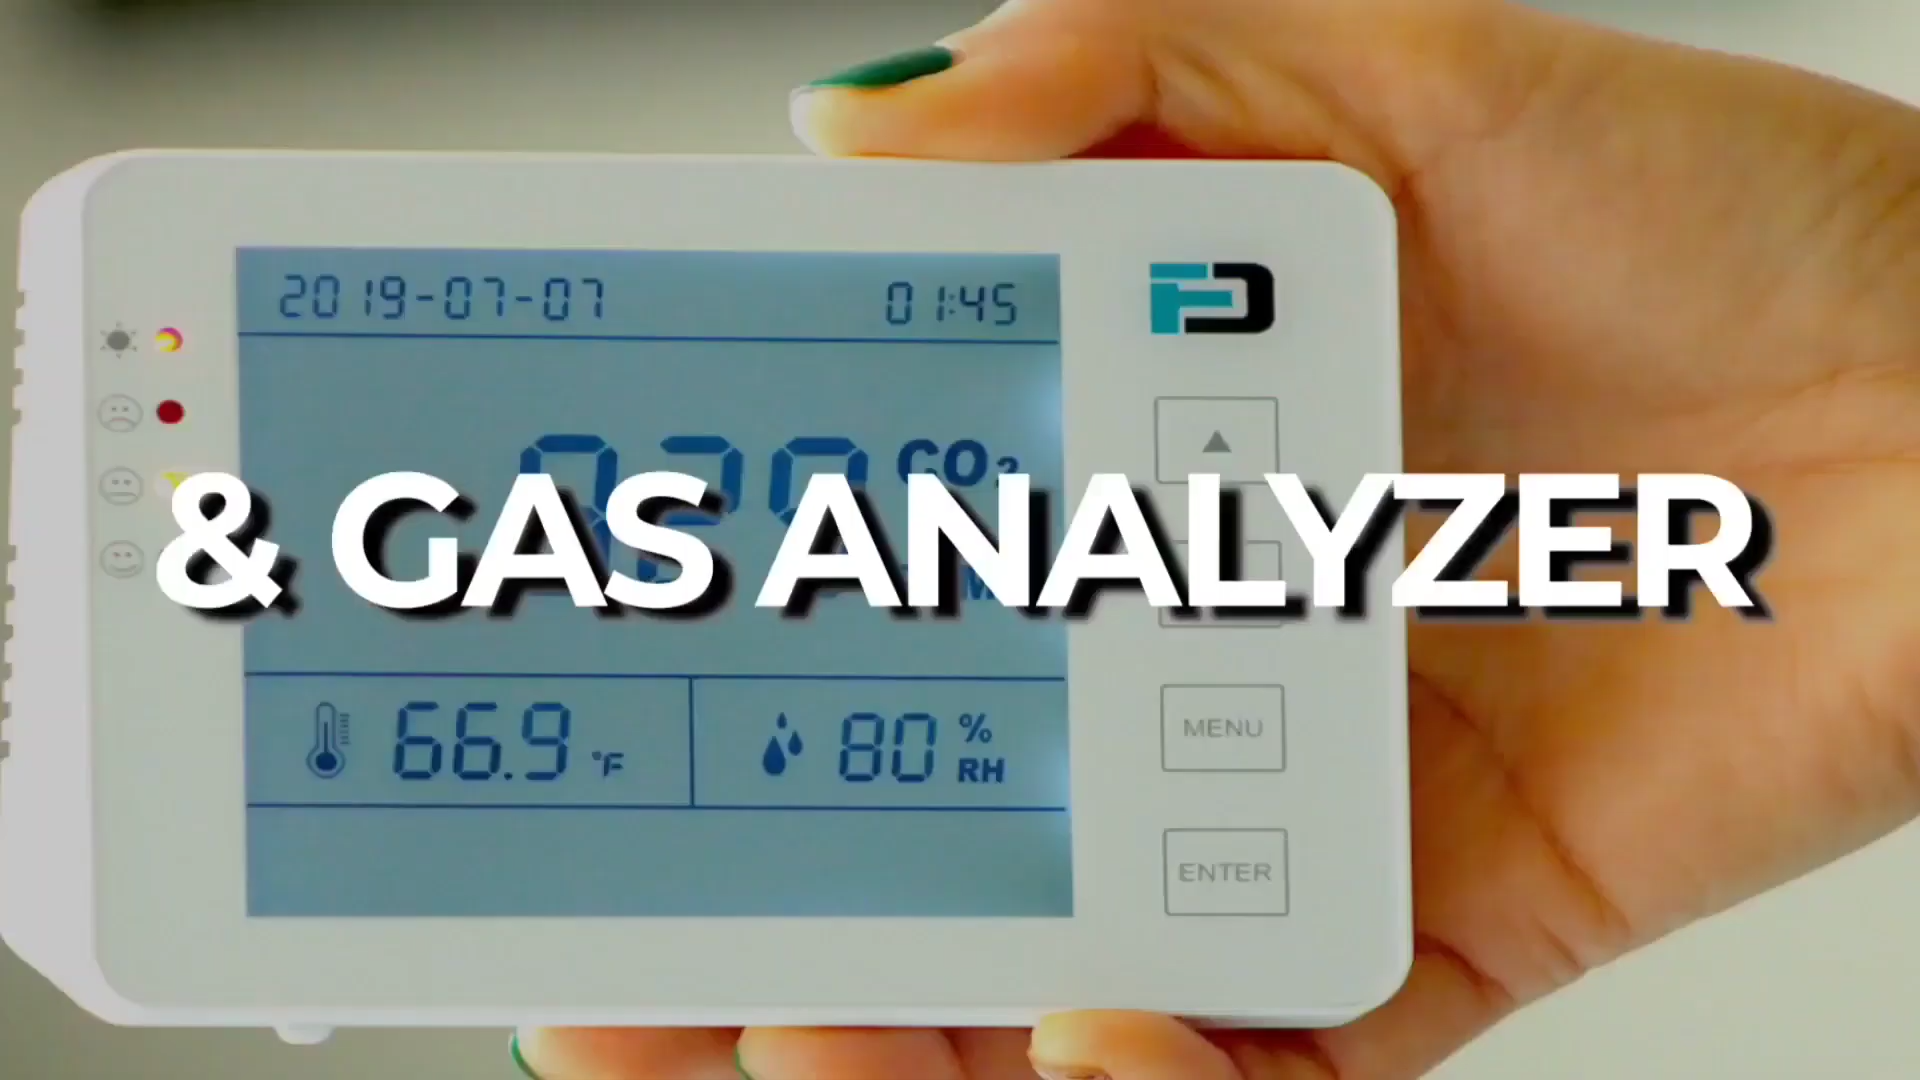 2019-07-07 01:45
CO₂
& GAS ANALYZER
66.9 °F 80 % RH
MENU
ENTER